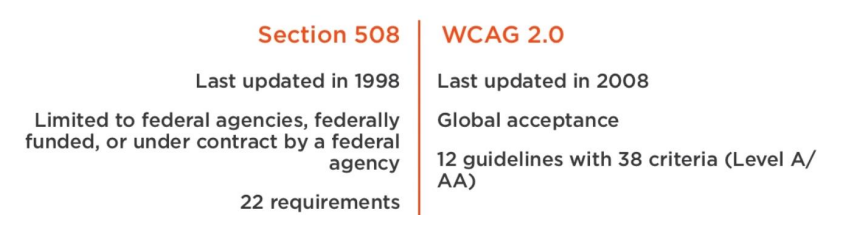 Section 508
Last updated in 1998
Limited to federal agencies, federally
funded, or under contract by a federal
agency
22 requirements
WCAG 2.0
Last updated in 2008
Global acceptance
12 guidelines with 38 criteria (Level A/
AA)